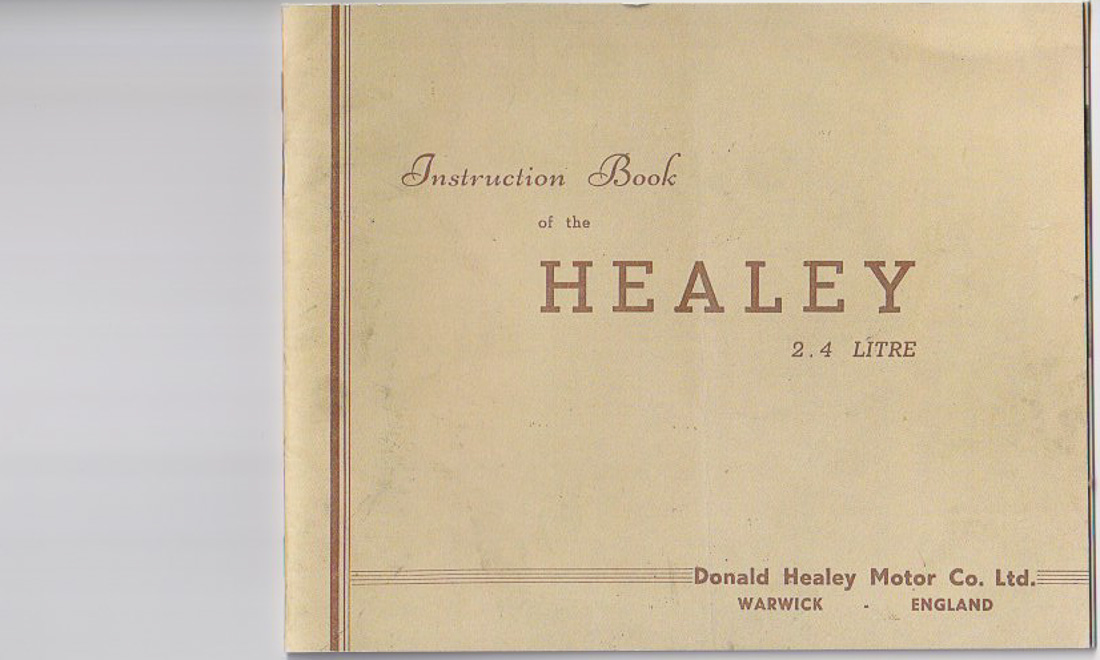 Instruction Book
of the
HEALEY
2.4 LITRE
Donald Healey Motor Co. Ltd.
WARWICK - ENGLAND